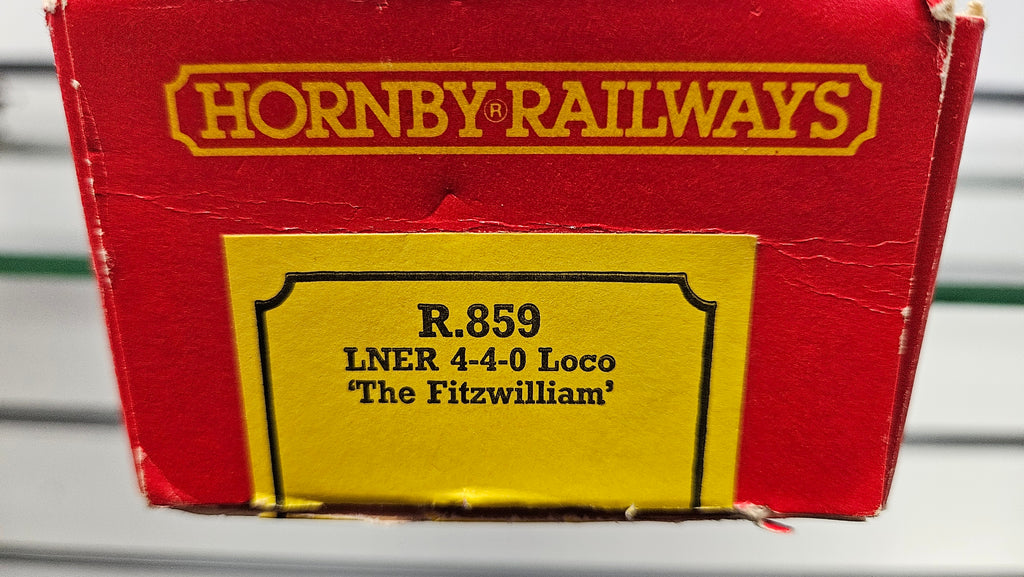 HORNBY® RAILWAYS
R.859
LNER 4-4-0 Loco
‘The Fitzwilliam’